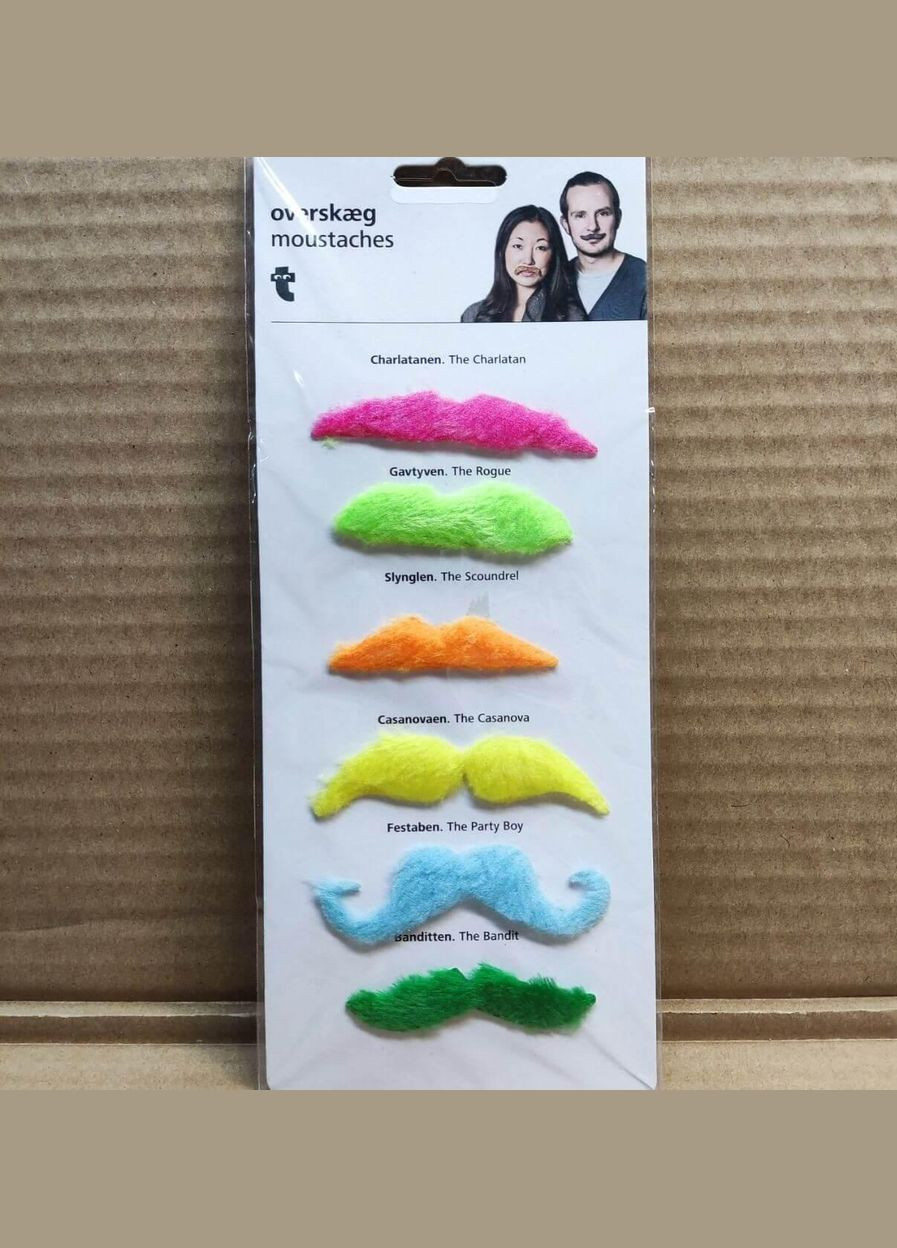 overskæg
moustaches
t
Charlatanen. The Charlatan
Gavtyven. The Rogue
Slynglen. The Scoundrel
Casanovaen. The Casanova
Festaben. The Party Boy
Banditten. The Bandit